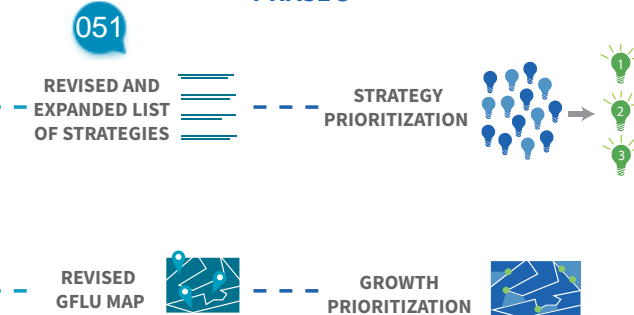 051
REVISED AND
EXPANDED LIST
OF STRATEGIES
STRATEGY
PRIORITIZATION
1
2
3
REVISED
GFLU MAP
GROWTH
PRIORITIZATION